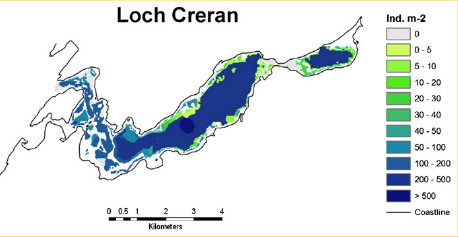 Loch Creran
Ind. m-2
0
0 - 5
5 - 10
10 - 20
20 - 30
30 - 40
40 - 50
50 - 100
100 - 200
200 - 500
> 500
Coastline
0 0.5 1 2 3 4
Kilometers